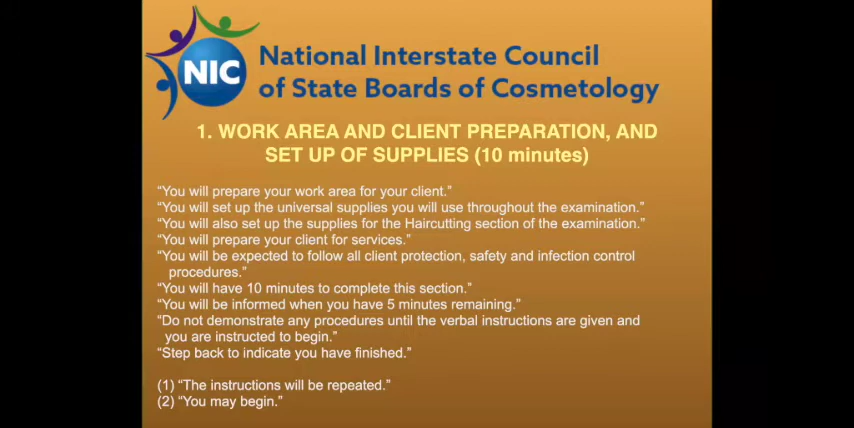 NIC
National Interstate Council
of State Boards of Cosmetology
1. WORK AREA AND CLIENT PREPARATION, AND
SET UP OF SUPPLIES (10 minutes)
“You will prepare your work area for your client.”
“You will set up the universal supplies you will use throughout the examination.”
“You will also set up the supplies for the Haircutting section of the examination.”
“You will prepare your client for services.”
“You will be expected to follow all client protection, safety and infection control
procedures.”
“You will have 10 minutes to complete this section.”
“You will be informed when you have 5 minutes remaining.”
“Do not demonstrate any procedures until the verbal instructions are given and
you are instructed to begin.”
“Step back to indicate you have finished.”
(1) “The instructions will be repeated.”
(2) “You may begin.”